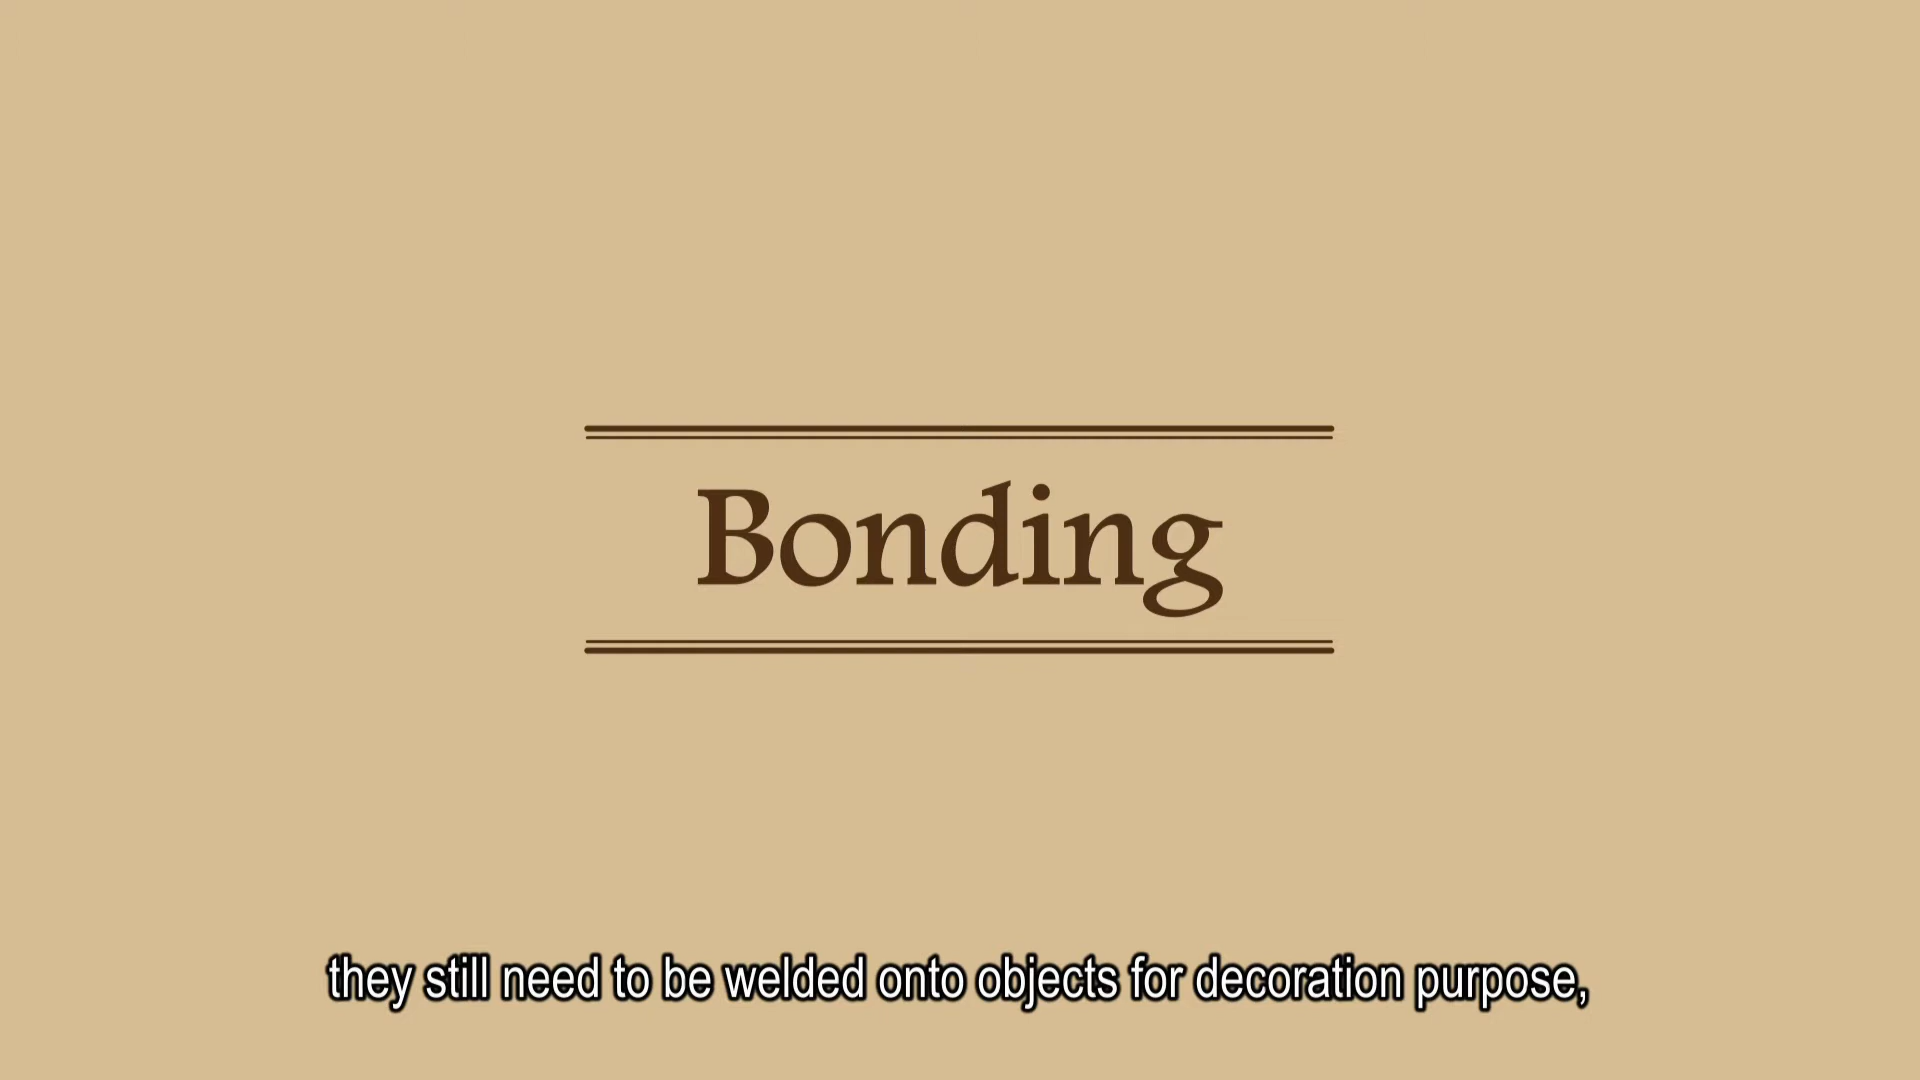 Bonding
they still need to be welded onto objects for decoration purpose,